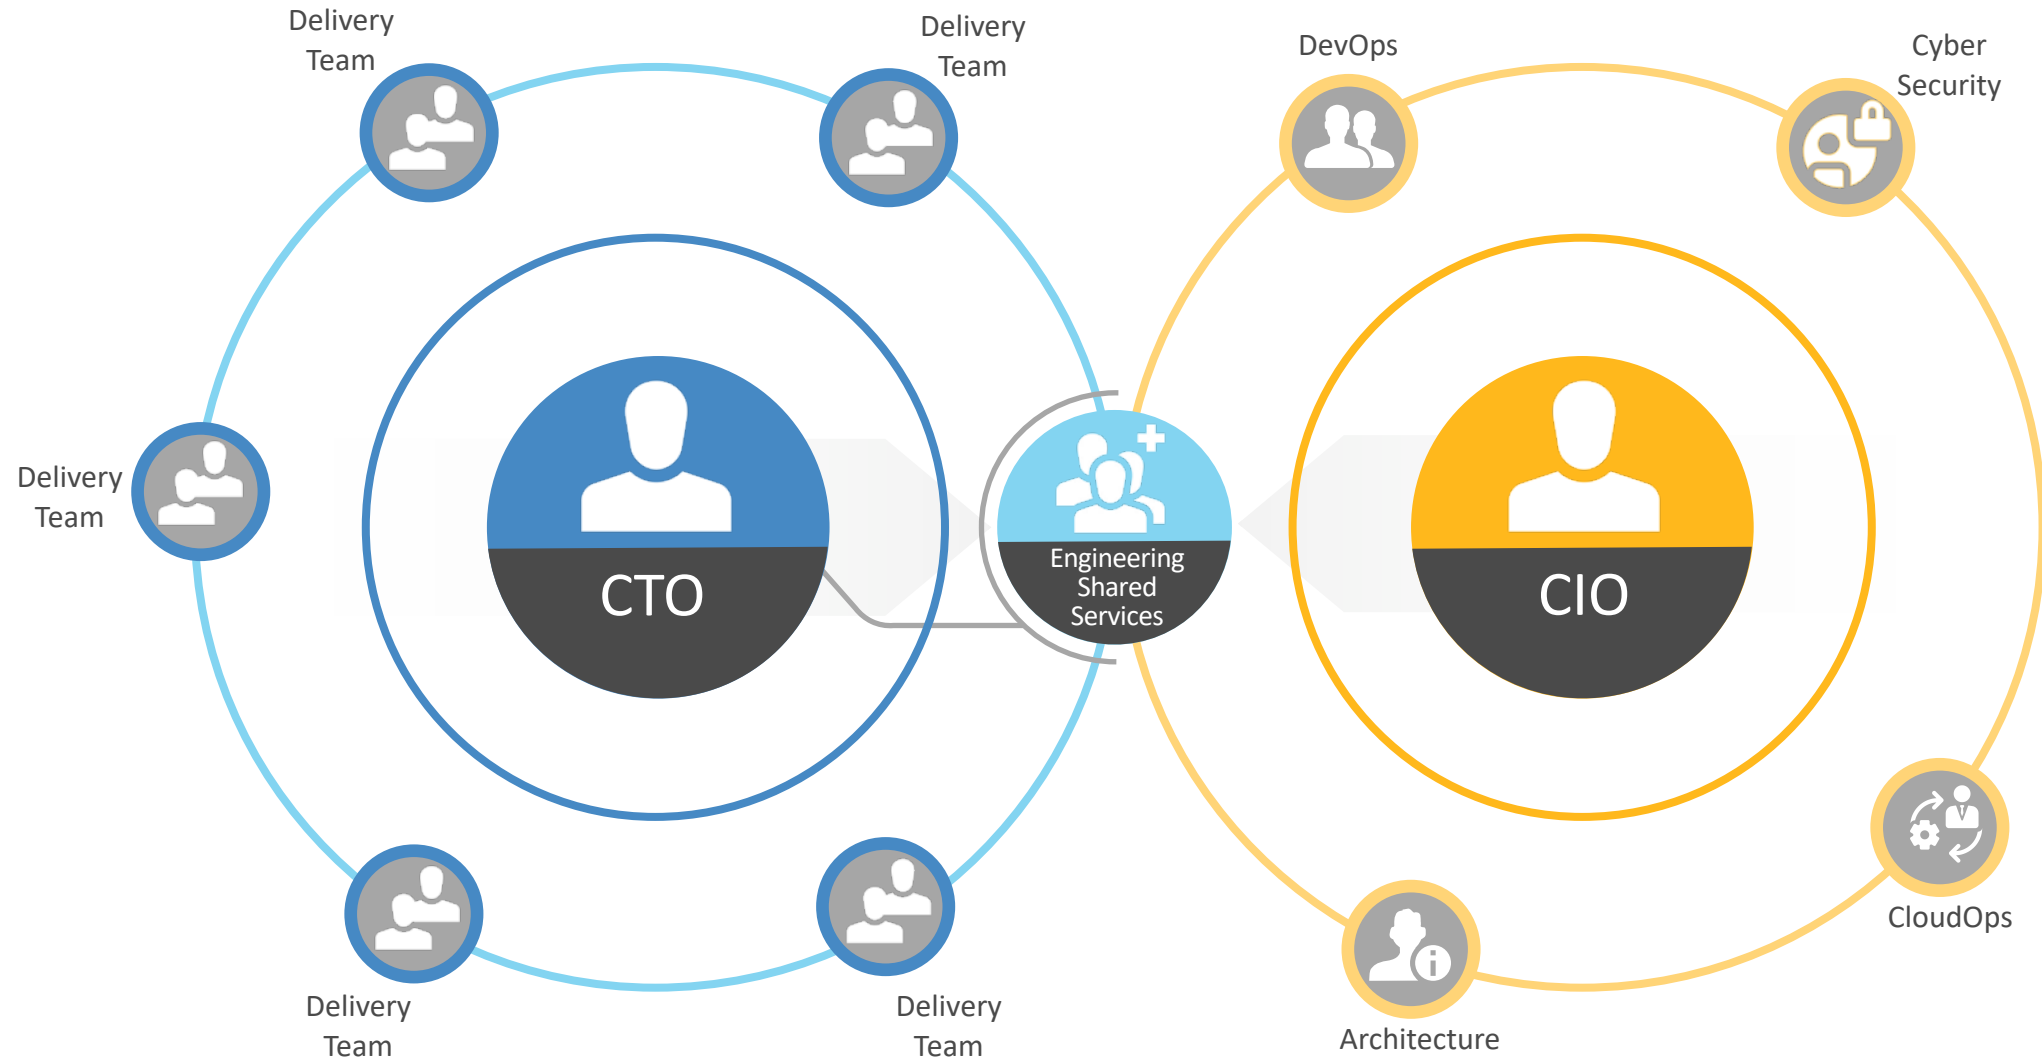 Delivery
Team
Delivery
Team
DevOps
Cyber
Security
Delivery
Team
CTO
Engineering
Shared
Services
CIO
CloudOps
Delivery
Team
Delivery
Team
Architecture